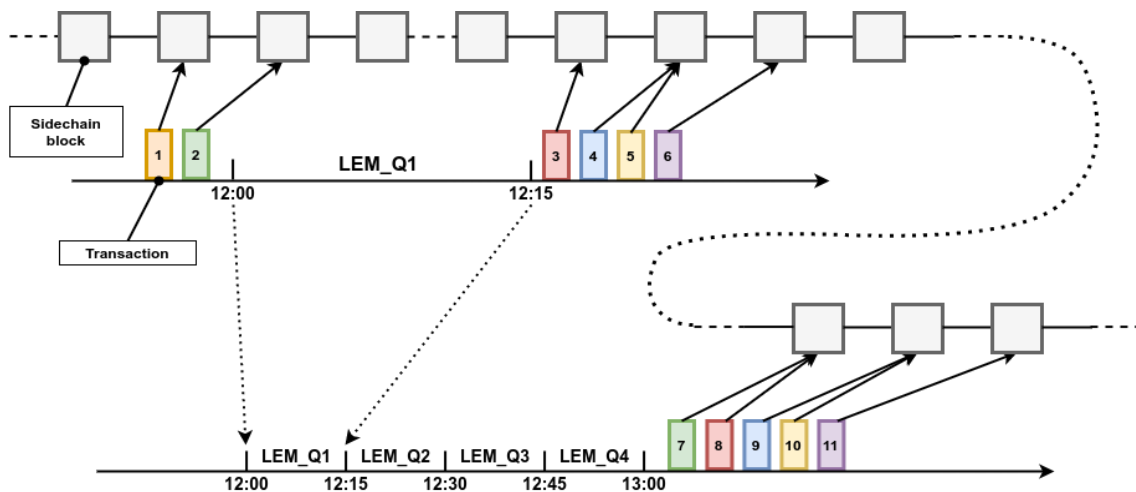 Sidechain
block
1
2
LEM_Q1
3
4
5
6
12:00
12:15
Transaction
7
8
9
10
11
LEM_Q1
LEM_Q2
LEM_Q3
LEM_Q4
12:00
12:15
12:30
12:45
13:00